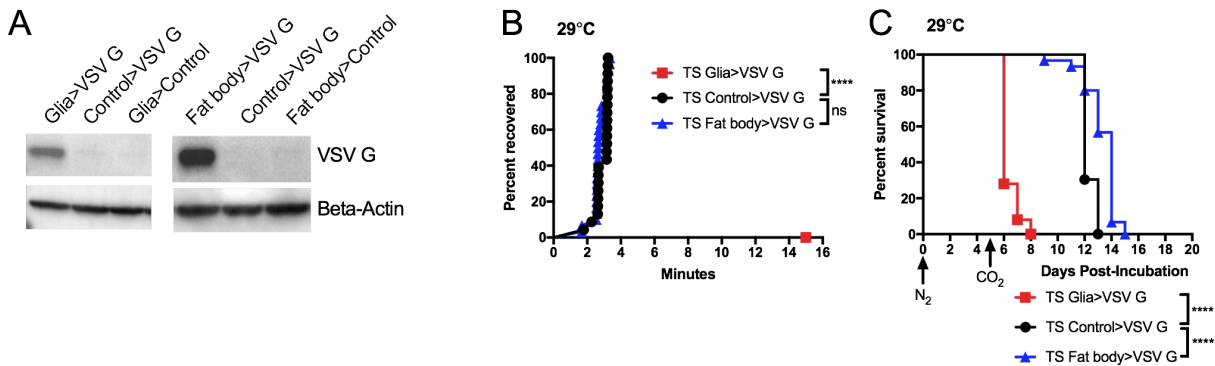 A
Glia>VSV G
Control>VSV G
Glia>Control
Fat body>VSV G
Control>VSV G
Fat body>Control
VSV G
Beta-Actin
B
29°C
Percent recovered
100
80
60
40
20
0
0 2 4 6 8 10 12 14 16
Minutes
TS Glia>VSV G
TS Control>VSV G
TS Fat body>VSV G
****
ns
C
29°C
Percent survival
100
80
60
40
20
0
0 2 4 6 8 10 12 14 16 18 20
N2
CO2
Days Post-Incubation
TS Glia>VSV G
TS Control>VSV G
TS Fat body>VSV G
****
****